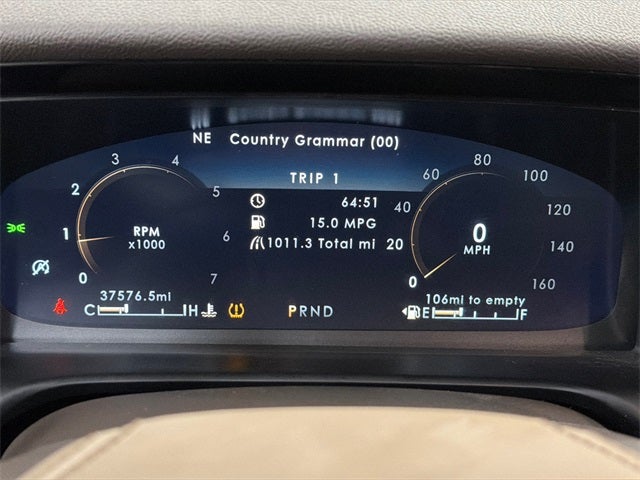 NE Country Grammar (00)
TRIP 1
64:51
15.0 MPG
1011.3 Total mi
0 1 2 3 4 5 6 7
RPM
x1000
0 20 40 60 80 100 120 140 160
0
MPH
37576.5mi
C H
PRND
106mi to empty
E F